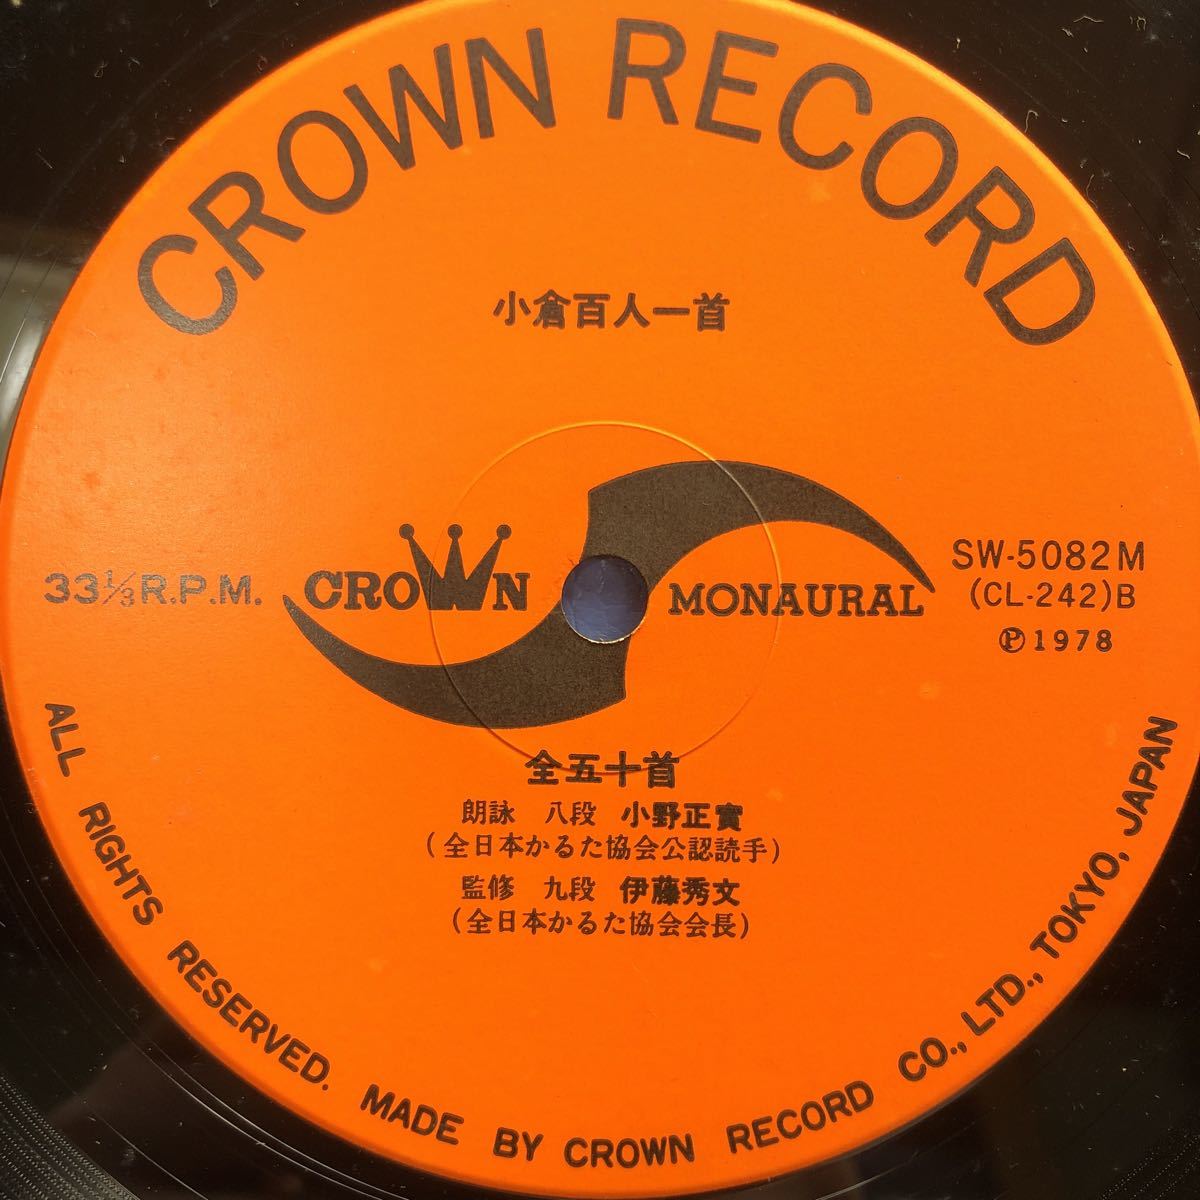 CROWN RECORD
小倉百人一首
33⅓ R.P.M.
CROWN
MONAURAL
SW-5082M
(CL-242)B
Ⓟ1978
全五十首
朗詠 八段 小野正實
(全日本かるた協会公認読手)
監修 九段 伊藤秀文
(全日本かるた協会会長)
ALL RIGHTS RESERVED. MADE BY CROWN RECORD CO., LTD., TOKYO, JAPAN